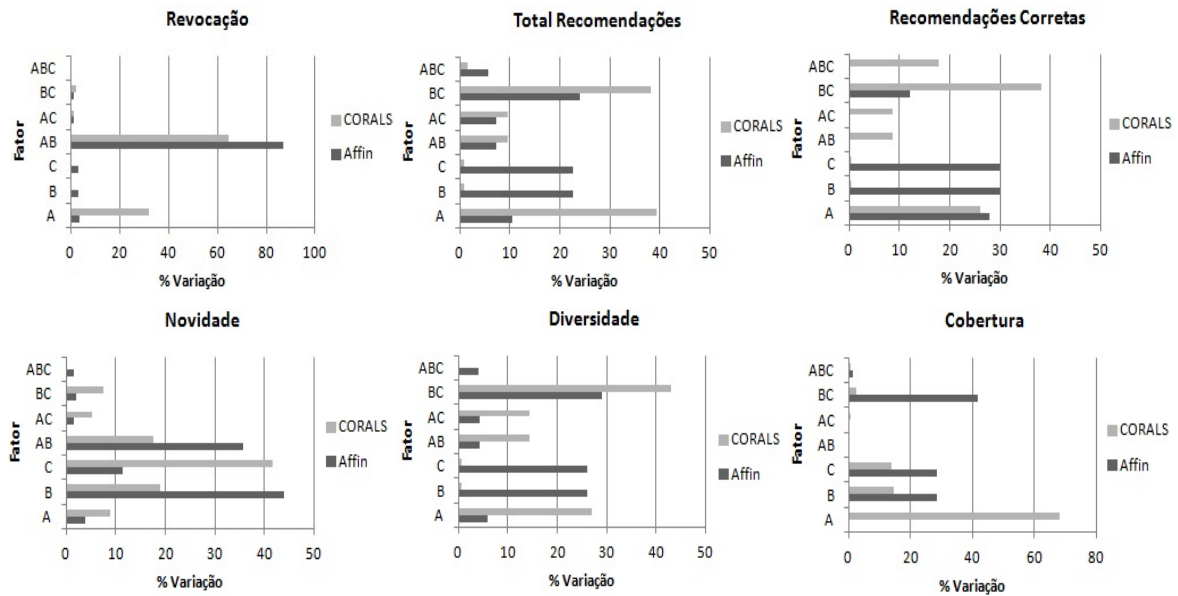 Revocação
ABC
BC
AC
AB
C
B
A
Fator
CORALS
Affin
0 20 40 60 80 100
% Variação
Total Recomendações
ABC
BC
AC
AB
C
B
A
Fator
CORALS
Affin
0 10 20 30 40 50
% Variação
Recomendações Corretas
ABC
BC
AC
AB
C
B
A
Fator
CORALS
Affin
0 10 20 30 40 50
% Variação
Novidade
ABC
BC
AC
AB
C
B
A
Fator
CORALS
Affin
0 10 20 30 40 50
% Variação
Diversidade
ABC
BC
AC
AB
C
B
A
Fator
CORALS
Affin
0 10 20 30 40 50
% Variação
Cobertura
ABC
BC
AC
AB
C
B
A
Fator
CORALS
Affin
0 20 40 60 80
% Variação